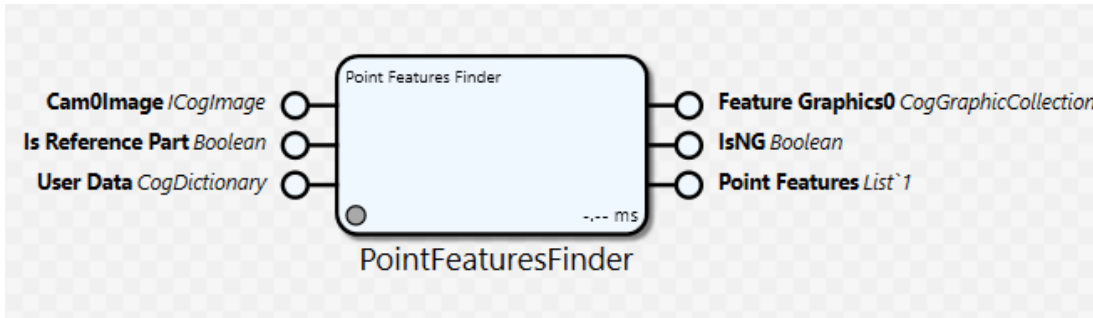 Point Features Finder
Cam0Image ICogImage
Is Reference Part Boolean
User Data CogDictionary
Feature Graphics0 CogGraphicCollection
IsNG Boolean
Point Features List`1
-.-- ms
PointFeaturesFinder